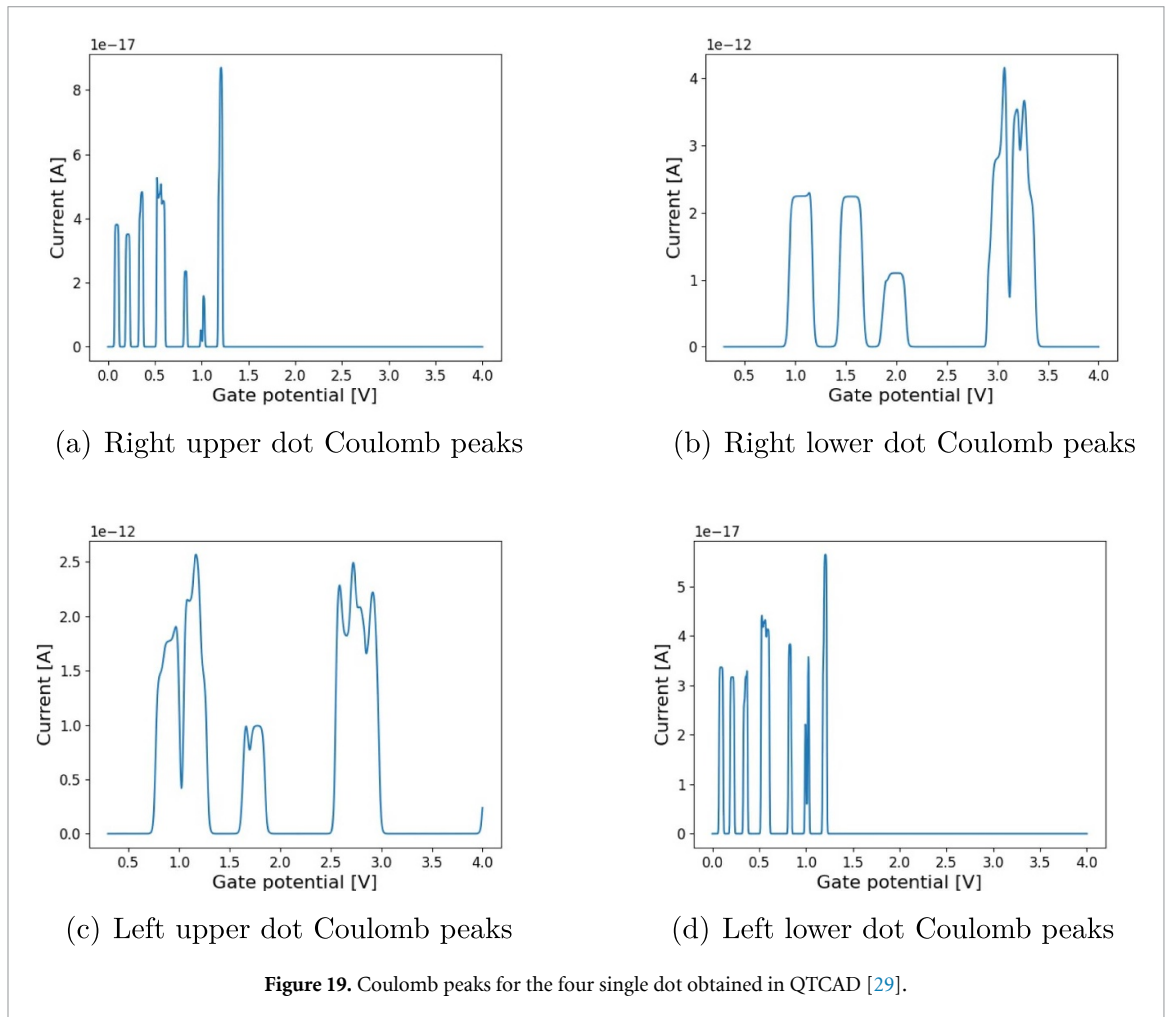 1e−17
8
6
4
2
0
Current [A]
0.0 0.5 1.0 1.5 2.0 2.5 3.0 3.5 4.0
Gate potential [V]
(a) Right upper dot Coulomb peaks
1e−12
4
3
2
1
0
Current [A]
0.5 1.0 1.5 2.0 2.5 3.0 3.5 4.0
Gate potential [V]
(b) Right lower dot Coulomb peaks
1e−12
2.5
2.0
1.5
1.0
0.5
0.0
Current [A]
0.5 1.0 1.5 2.0 2.5 3.0 3.5 4.0
Gate potential [V]
(c) Left upper dot Coulomb peaks
1e−17
5
4
3
2
1
0
Current [A]
0.0 0.5 1.0 1.5 2.0 2.5 3.0 3.5 4.0
Gate potential [V]
(d) Left lower dot Coulomb peaks
Figure 19. Coulomb peaks for the four single dot obtained in QTCAD [29].